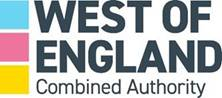 WEST OF
ENGLAND
Combined Authority